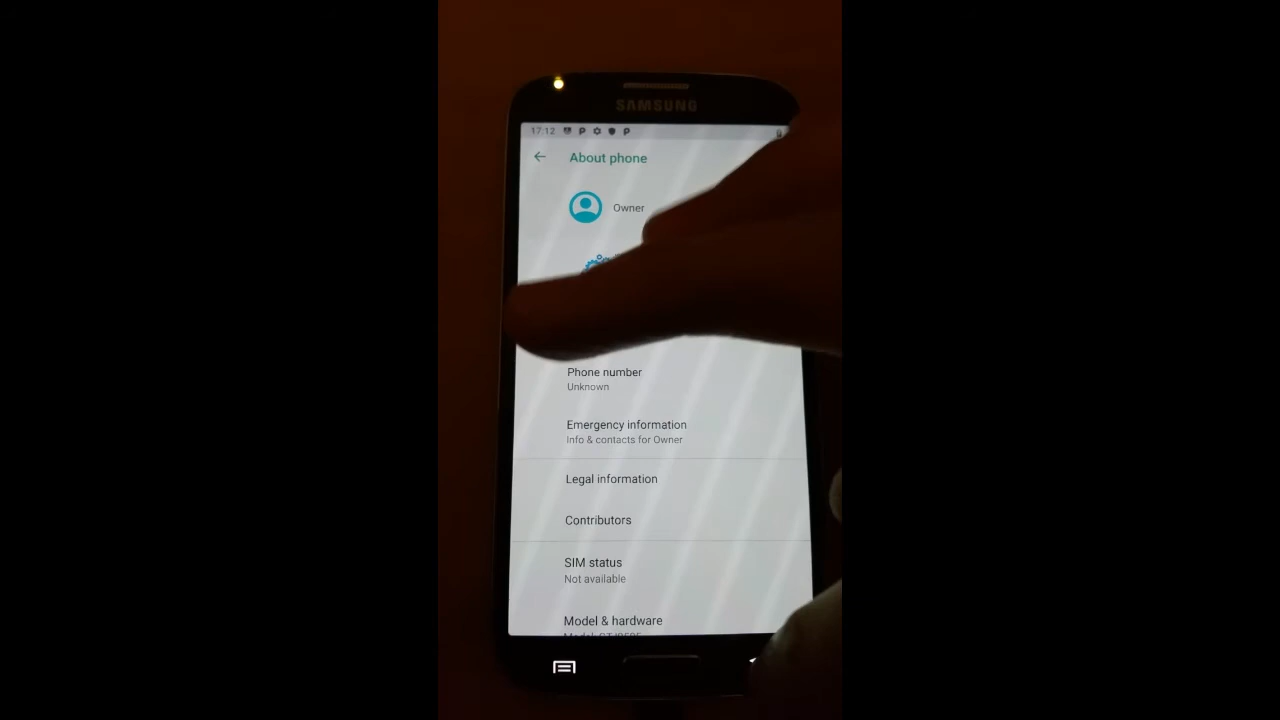 SAMSUNG
17:12
About phone
Owner
Phone number
Unknown
Emergency information
Info & contacts for Owner
Legal information
Contributors
SIM status
Not available
Model & hardware